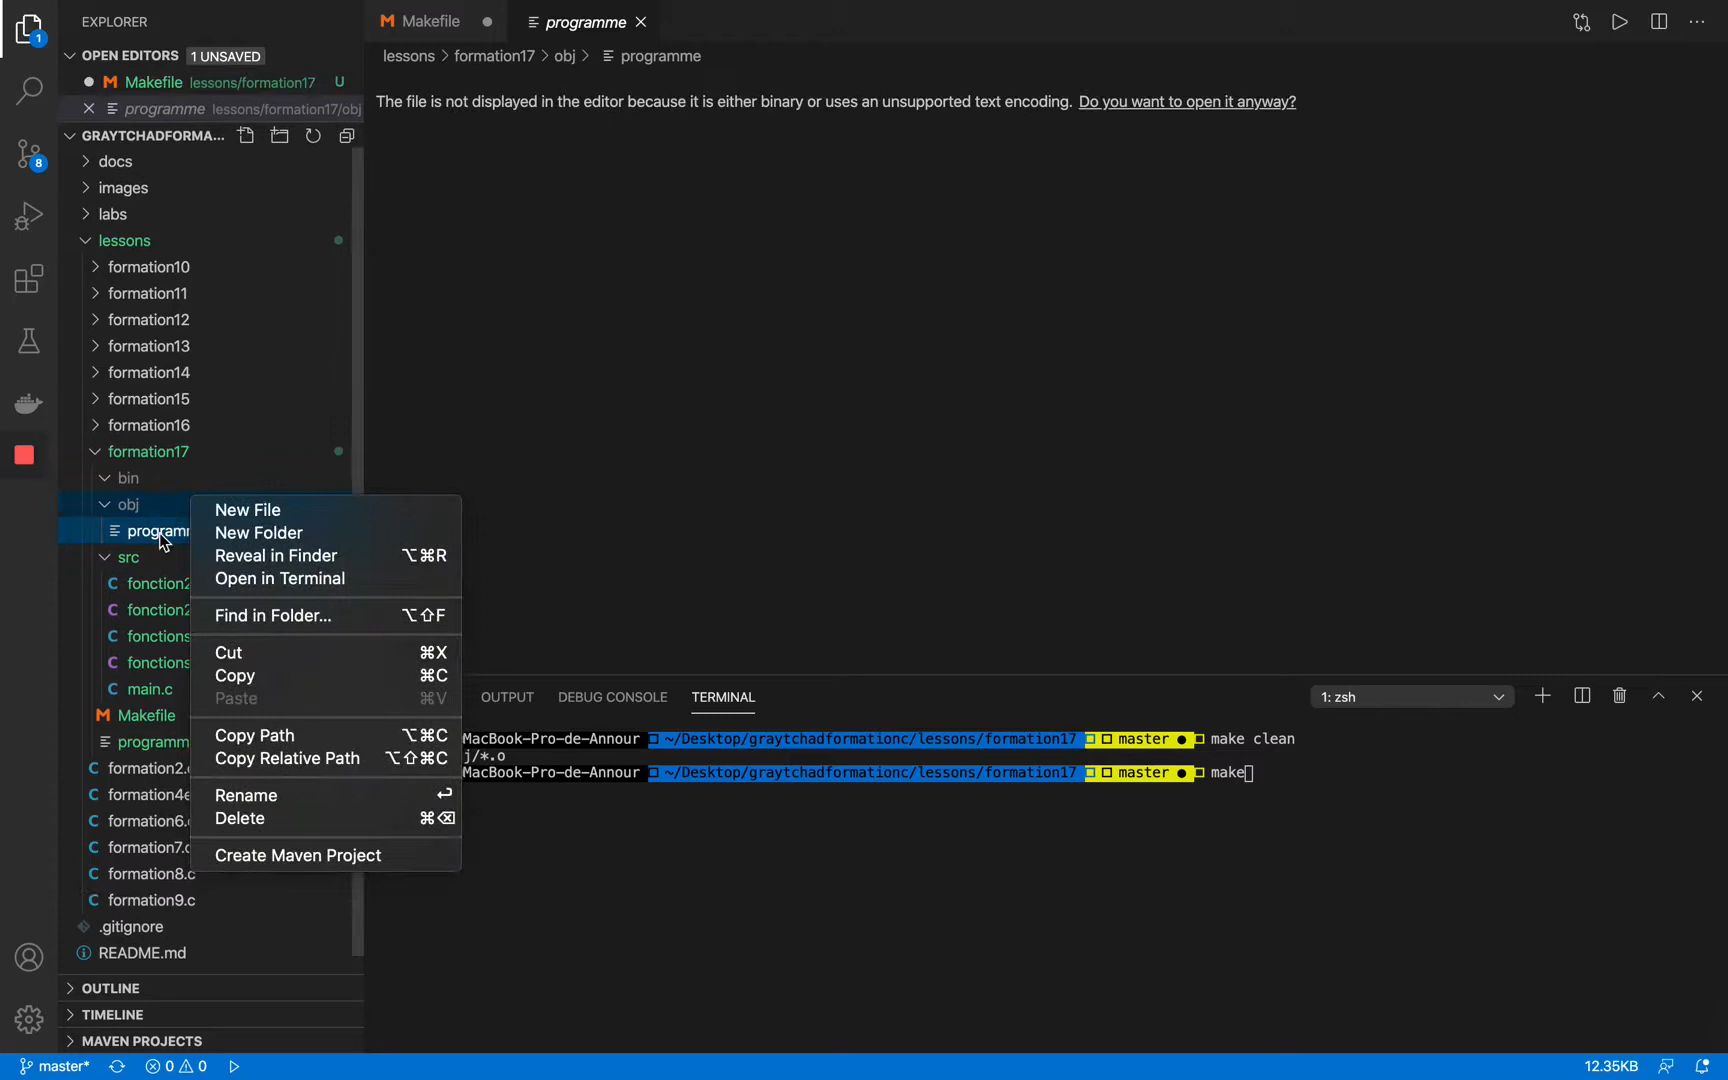 EXPLORER
OPEN EDITORS 1 UNSAVED
Makefile lessons/formation17 U
programme lessons/formation17/obj
GRAYTCHADFORMA...
docs
images
labs
lessons
formation10
formation11
formation12
formation13
formation14
formation15
formation16
formation17
bin
obj
programm
src
fonction2
fonction2
fonctions
fonctions
main.c
Makefile
programm
formation2.c
formation4e
formation6.c
formation7.c
formation8.c
formation9.c
.gitignore
README.md
OUTLINE
TIMELINE
MAVEN PROJECTS
1
8
New File
New Folder
Reveal in Finder ⌥⌘R
Open in Terminal
Find in Folder... ⌥⇧F
Cut ⌘X
Copy ⌘C
Paste ⌘V
Copy Path ⌥⌘C
Copy Relative Path ⌥⇧⌘C
Rename ↩
Delete ⌘⌫
Create Maven Project
Makefile ● programme ×
lessons > formation17 > obj > programme
The file is not displayed in the editor because it is either binary or uses an unsupported text encoding. Do you want to open it anyway?
OUTPUT DEBUG CONSOLE TERMINAL 1: zsh
MacBook-Pro-de-Annour ~/Desktop/graytchadformationc/lessons/formation17 master ● make clean
j/*.o
MacBook-Pro-de-Annour ~/Desktop/graytchadformationc/lessons/formation17 master ● make
master* 0 0 12.35KB